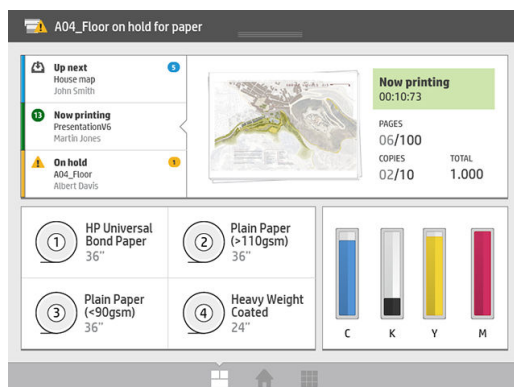 A04_Floor on hold for paper
Up next
5
House map
John Smith
13
Now printing
PresentationV6
Martin Jones
On hold
1
A04_Floor
Albert Davis
Now printing
00:10:73
PAGES
06/100
COPIES
TOTAL
02/10
1.000
1
HP Universal
Bond Paper
36"
2
Plain Paper
(>110gsm)
36"
3
Plain Paper
(<90gsm)
36"
4
Heavy Weight
Coated
24"
C
K
Y
M